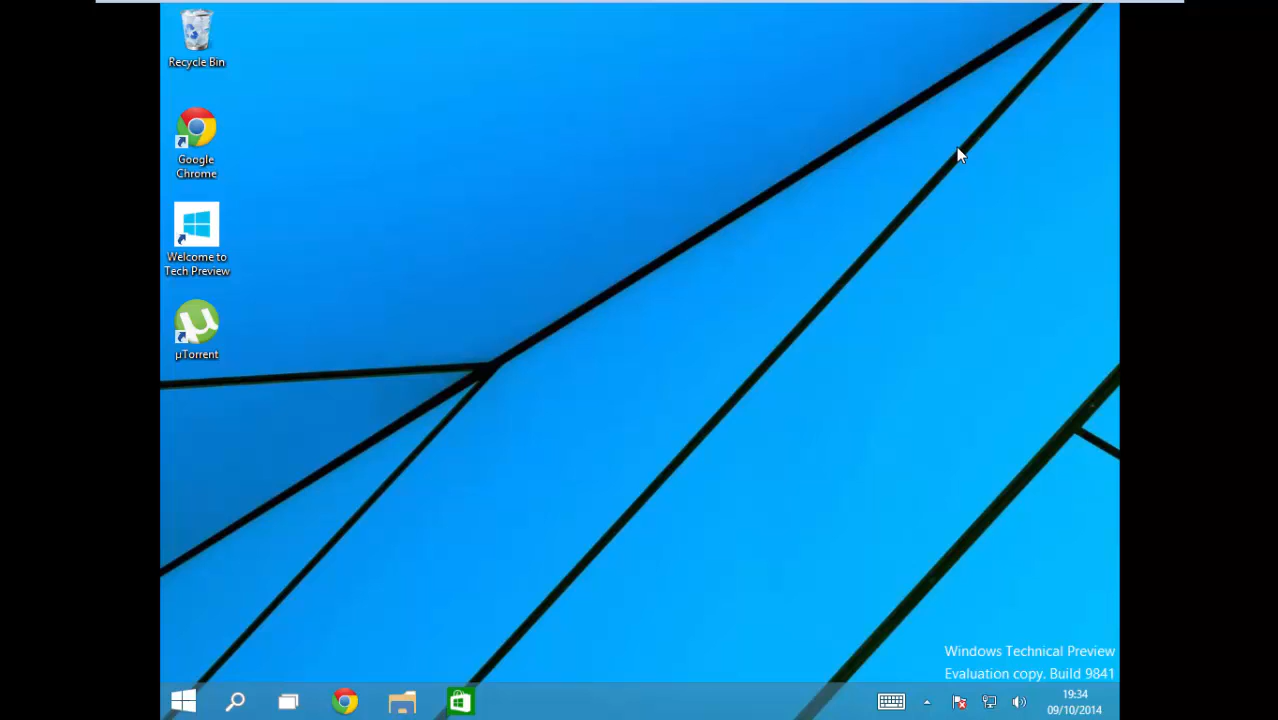 Recycle Bin
Google
Chrome
Welcome to
Tech Preview
µTorrent
Windows Technical Preview
Evaluation copy. Build 9841
19:34
09/10/2014